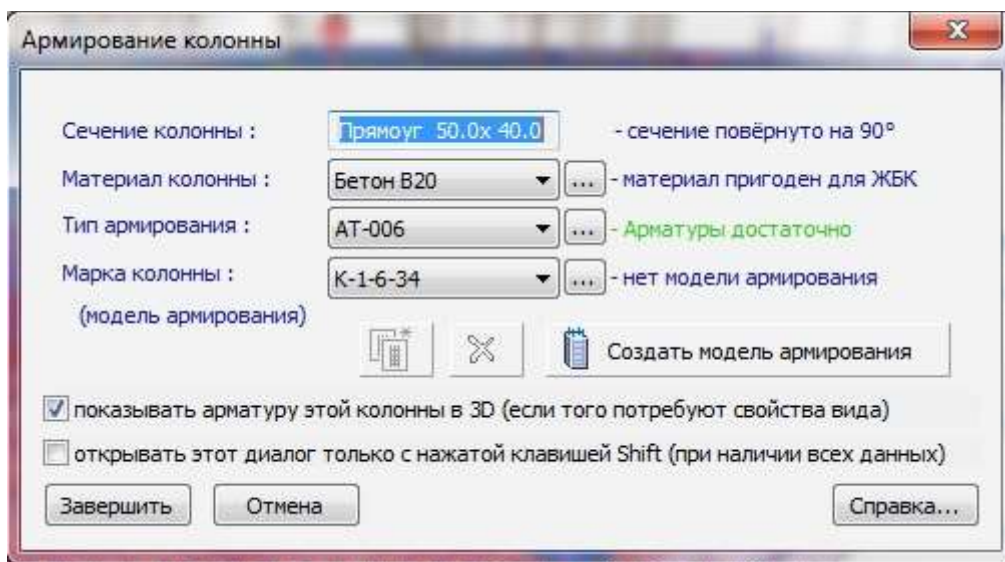 Армирование колонны
Сечение колонны : Прямоуг 50.0x 40.0 - сечение повёрнуто на 90°
Материал колонны : Бетон B20 ... - материал пригоден для ЖБК
Тип армирования : АТ-006 ... - Арматуры достаточно
Марка колонны : К-1-6-34 ... - нет модели армирования
(модель армирования)
Создать модель армирования
показывать арматуру этой колонны в 3D (если того потребуют свойства вида)
открывать этот диалог только с нажатой клавишей Shift (при наличии всех данных)
Завершить Отмена Справка...